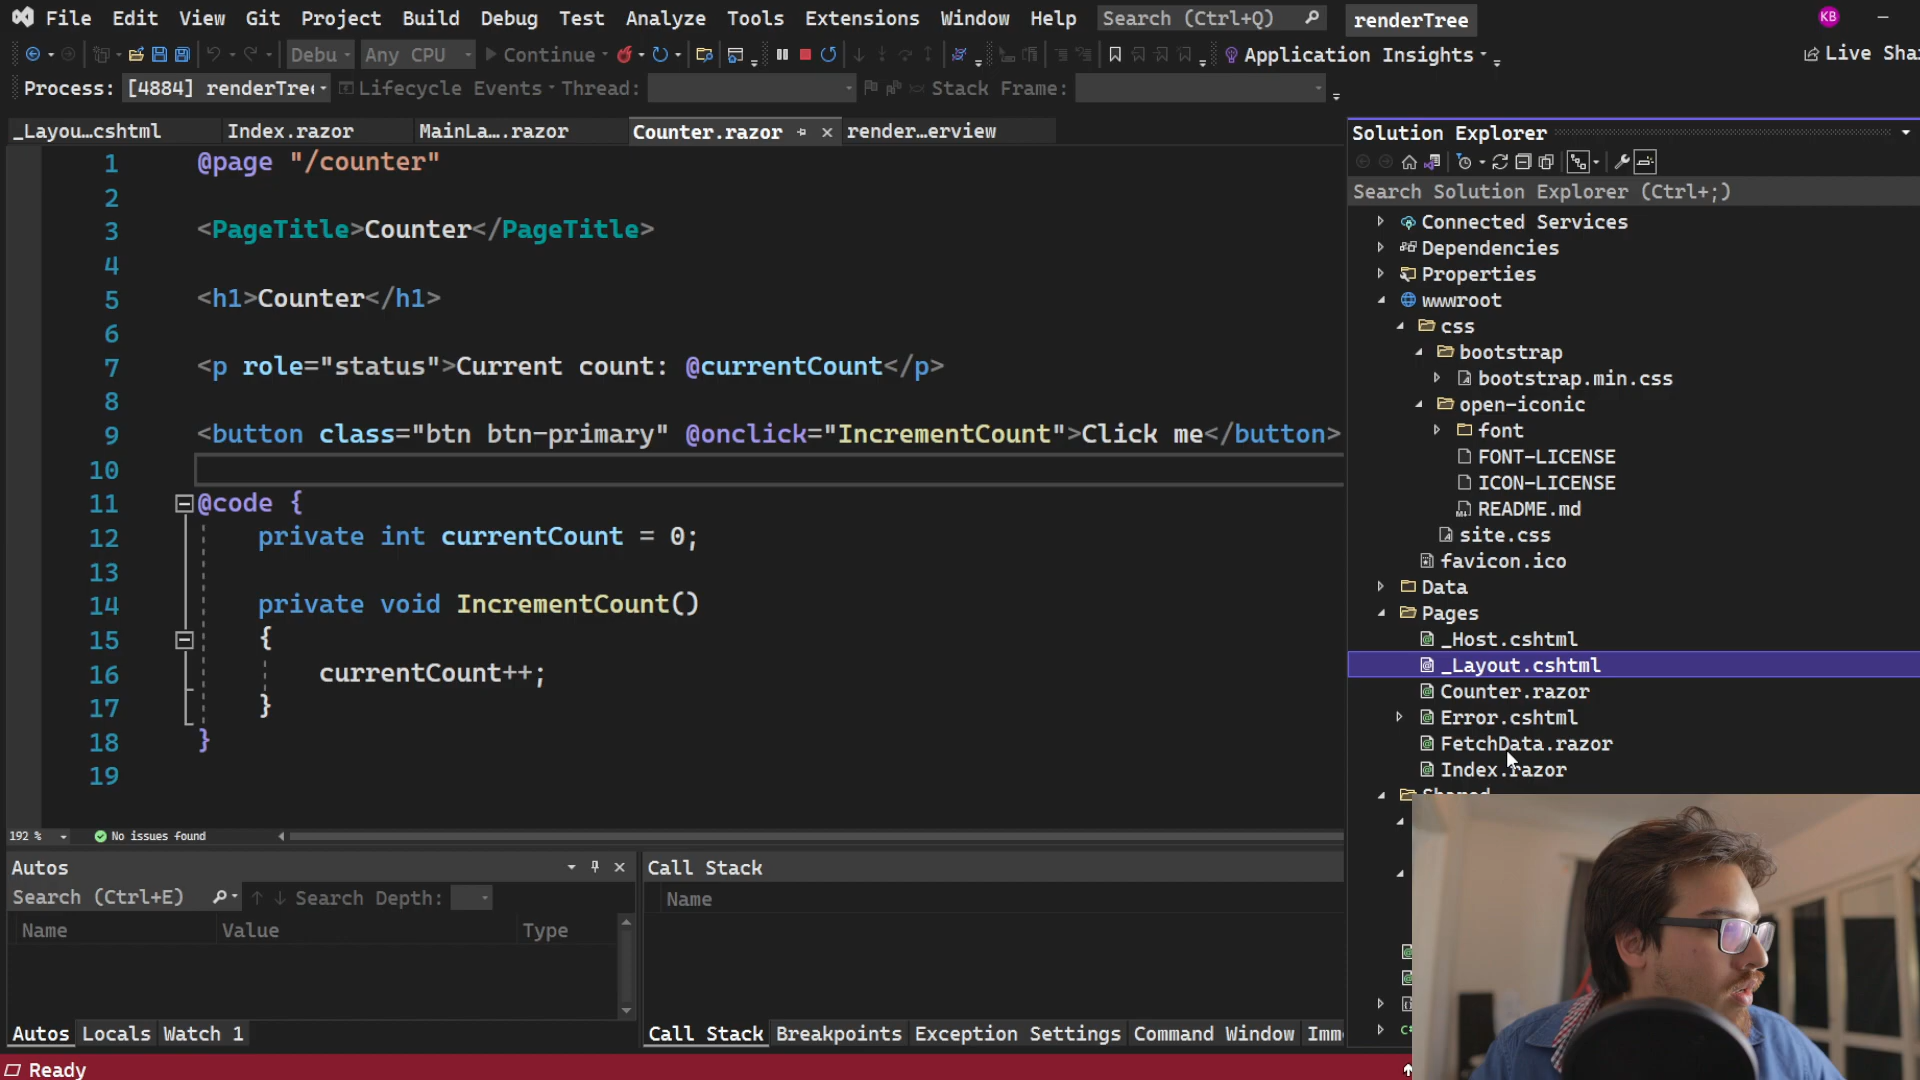 File Edit View Git Project Build Debug Test Analyze Tools Extensions Window Help Search (Ctrl+Q) renderTree KB
Debu Any CPU Continue Application Insights Live Sha
Process: [4884] renderTree Lifecycle Events Thread: Stack Frame:
_Layou...cshtml Index.razor MainLa....razor Counter.razor render...erview
1 @page "/counter"
2
3 <PageTitle>Counter</PageTitle>
4
5 <h1>Counter</h1>
6
7 <p role="status">Current count: @currentCount</p>
8
9 <button class="btn btn-primary" @onclick="IncrementCount">Click me</button>
10
11 @code {
12 private int currentCount = 0;
13
14 private void IncrementCount()
15 {
16 currentCount++;
17 }
18 }
19
192 % No issues found
Solution Explorer
Search Solution Explorer (Ctrl+;)
Connected Services
Dependencies
Properties
wwwroot
css
bootstrap
bootstrap.min.css
open-iconic
font
FONT-LICENSE
ICON-LICENSE
README.md
site.css
favicon.ico
Data
Pages
_Host.cshtml
_Layout.cshtml
Counter.razor
Error.cshtml
FetchData.razor
Index.razor
Shared
Autos
Search (Ctrl+E) Search Depth:
Name Value Type
Autos Locals Watch 1
Call Stack
Name
Call Stack Breakpoints Exception Settings Command Window Imm
Ready